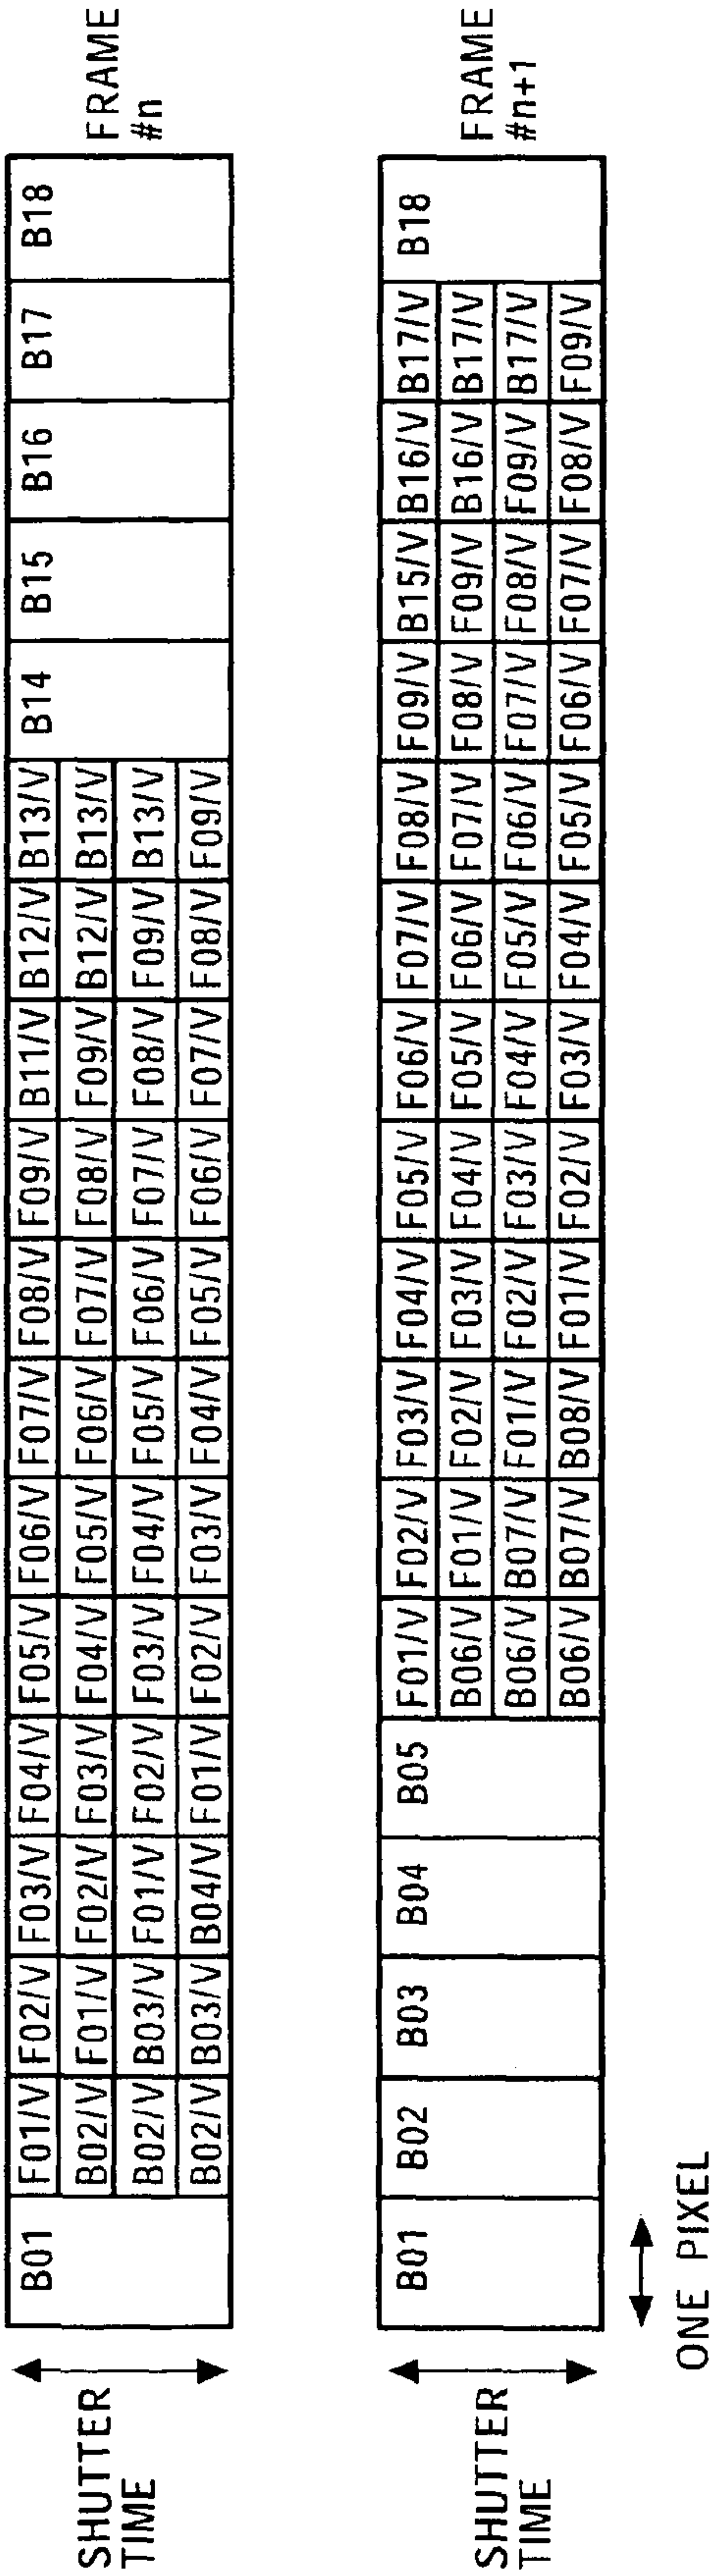 B01 F01/V F02/V F03/V F04/V F05/V F06/V F07/V F08/V F09/V B11/V B12/V B13/V B14 B15 B16 B17 B18
B02/V F01/V F02/V F03/V F04/V F05/V F06/V F07/V F08/V F09/V B12/V B13/V
B02/V B03/V F01/V F02/V F03/V F04/V F05/V F06/V F07/V F08/V F09/V B13/V
B02/V B03/V B04/V F01/V F02/V F03/V F04/V F05/V F06/V F07/V F08/V F09/V
SHUTTER
TIME
FRAME
#n
B01 B02 B03 B04 B05 F01/V F02/V F03/V F04/V F05/V F06/V F07/V F08/V F09/V B15/V B16/V B17/V B18
B06/V F01/V F02/V F03/V F04/V F05/V F06/V F07/V F08/V F09/V B16/V B17/V
B06/V B07/V F01/V F02/V F03/V F04/V F05/V F06/V F07/V F08/V F09/V B17/V
B06/V B07/V B08/V F01/V F02/V F03/V F04/V F05/V F06/V F07/V F08/V F09/V
SHUTTER
TIME
FRAME
#n+1
ONE PIXEL